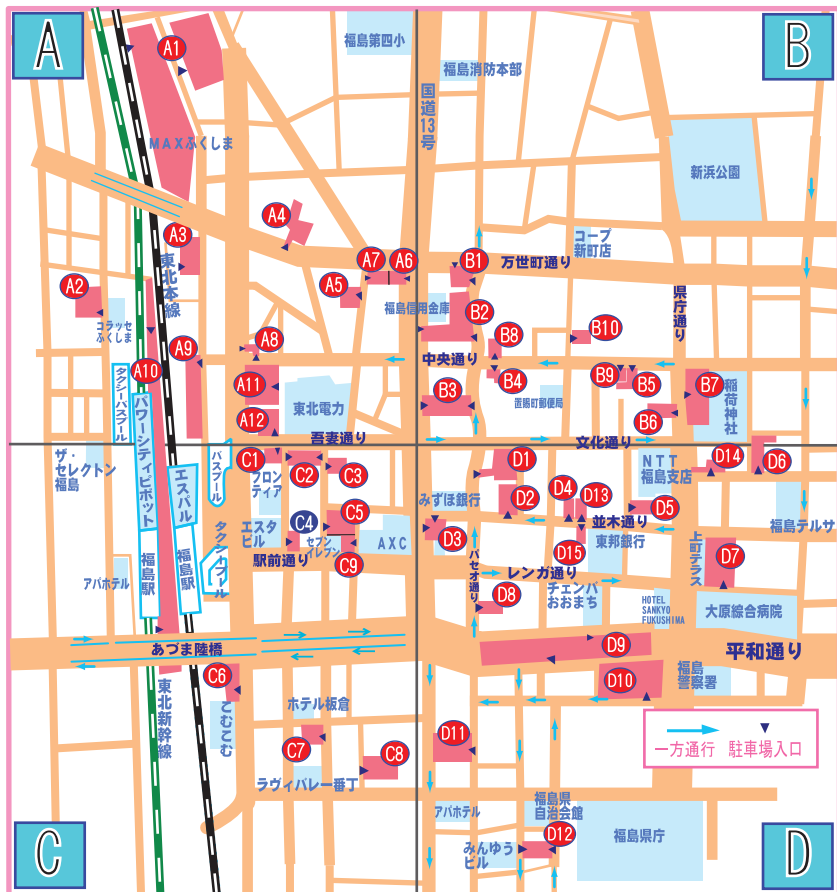 A
B
C
D
A1
福島第四小
福島消防本部
国道13号
MAXふくしま
新浜公園
A4
A3
東北本線
A7
A6
B1
万世町通り
コープ
新町店
A2
A5
B2
福島信用金庫
県庁通り
コラッセ
ふくしま
A8
B8
B10
A9
中央通り
A10
タクシーバスプール
A11
B3
B4
B9
B5
B7
稲荷神社
置賜町郵便局
東北電力
B6
A12
パワーシティピボット
吾妻通り
文化通り
ザ・
セレクトン
福島
C1
フロン
ティア
C2
C3
バスプール
エスパル
D1
NTT
福島支店
D14
D6
みずほ銀行
D2
D4
D13
D5
福島テルサ
エスタ
ビル
C4
C5
セブン
イレブン
AXC
D3
並木通り
タクシープール
駅前通り
C9
D15
東邦銀行
上町テラス
D7
福島駅
福島駅
アパホテル
パセオ通り
レンガ通り
チェンバ
おおまち
D8
HOTEL
SANKYO
FUKUSHIMA
大原綜合病院
あづま陸橋
D9
平和通り
C6
D10
福島
警察署
東北新幹線
こむこむ
ホテル板倉
C7
C8
D11
一方通行
駐車場入口
ラヴィバレー一番丁
アパホテル
福島県
自治会館
D12
みんゆう
ビル
福島県庁